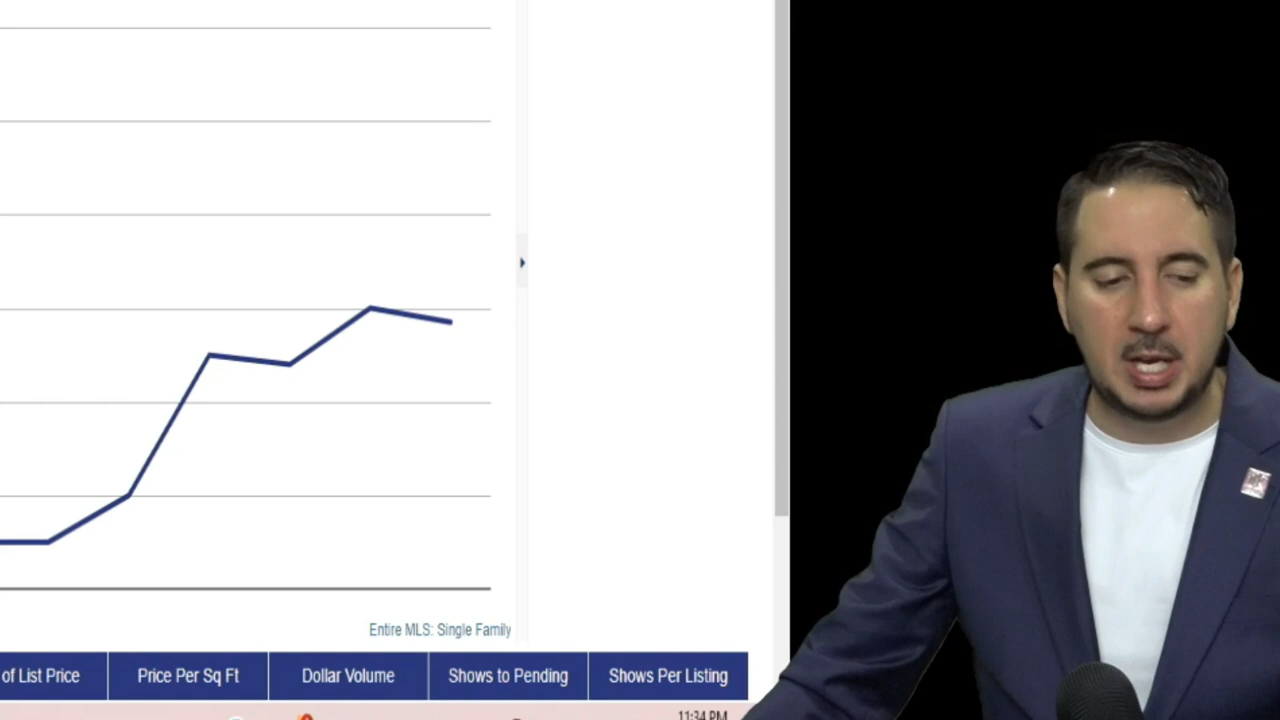 Entire MLS: Single Family
of List Price
Price Per Sq Ft
Dollar Volume
Shows to Pending
Shows Per Listing
11:34 PM